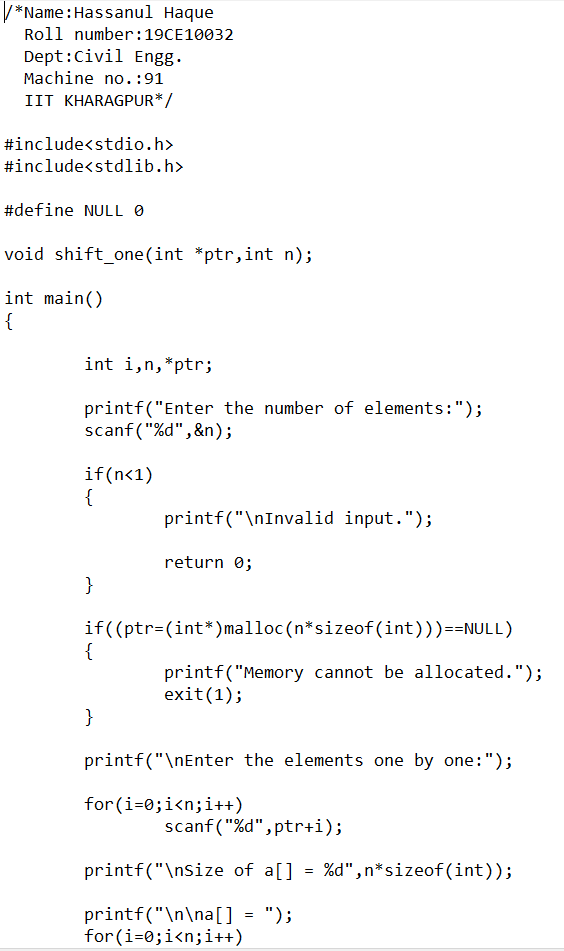 /*Name:Hassanul Haque
Roll number:19CE10032
Dept:Civil Engg.
Machine no.:91
IIT KHARAGPUR*/
#include<stdio.h>
#include<stdlib.h>
#define NULL 0
void shift_one(int *ptr,int n);
int main()
{
int i,n,*ptr;
printf("Enter the number of elements:");
scanf("%d",&n);
if(n<1)
{
printf("\nInvalid input.");
return 0;
}
if((ptr=(int*)malloc(n*sizeof(int)))==NULL)
{
printf("Memory cannot be allocated.");
exit(1);
}
printf("\nEnter the elements one by one:");
for(i=0;i<n;i++)
scanf("%d",ptr+i);
printf("\nSize of a[] = %d",n*sizeof(int));
printf("\n\na[] = ");
for(i=0;i<n;i++)